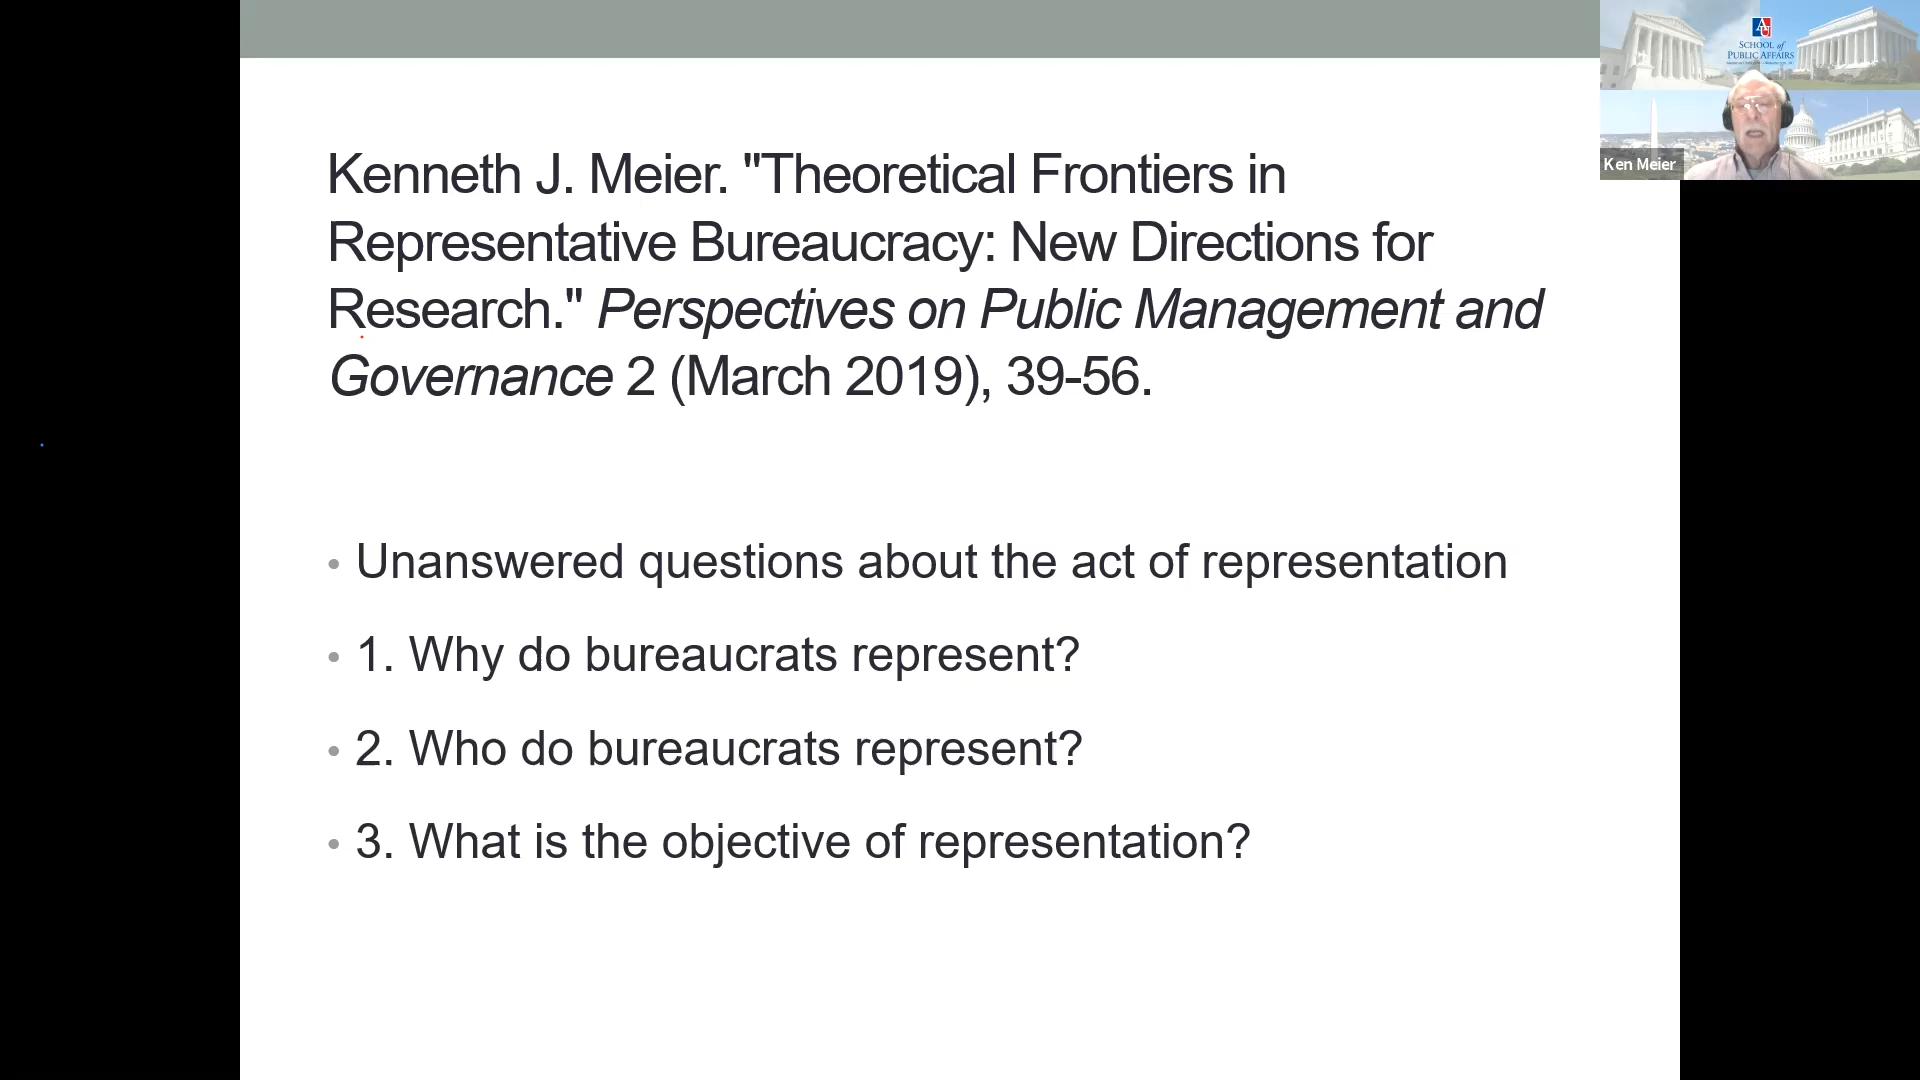 Kenneth J. Meier. "Theoretical Frontiers in
Representative Bureaucracy: New Directions for
Research." Perspectives on Public Management and
Governance 2 (March 2019), 39-56.
• Unanswered questions about the act of representation
• 1. Why do bureaucrats represent?
• 2. Who do bureaucrats represent?
• 3. What is the objective of representation?
AU
SCHOOL of
PUBLIC AFFAIRS
Ken Meier